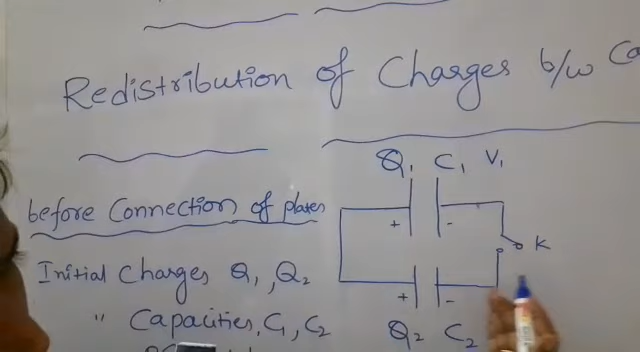 Redistribution of Charges b/w
Q₁ C₁ V₁
+ -
K
before Connection of plates
Initial Charges Q₁, Q₂
" Capacities, C₁, C₂
+ -
Q₂ C₂